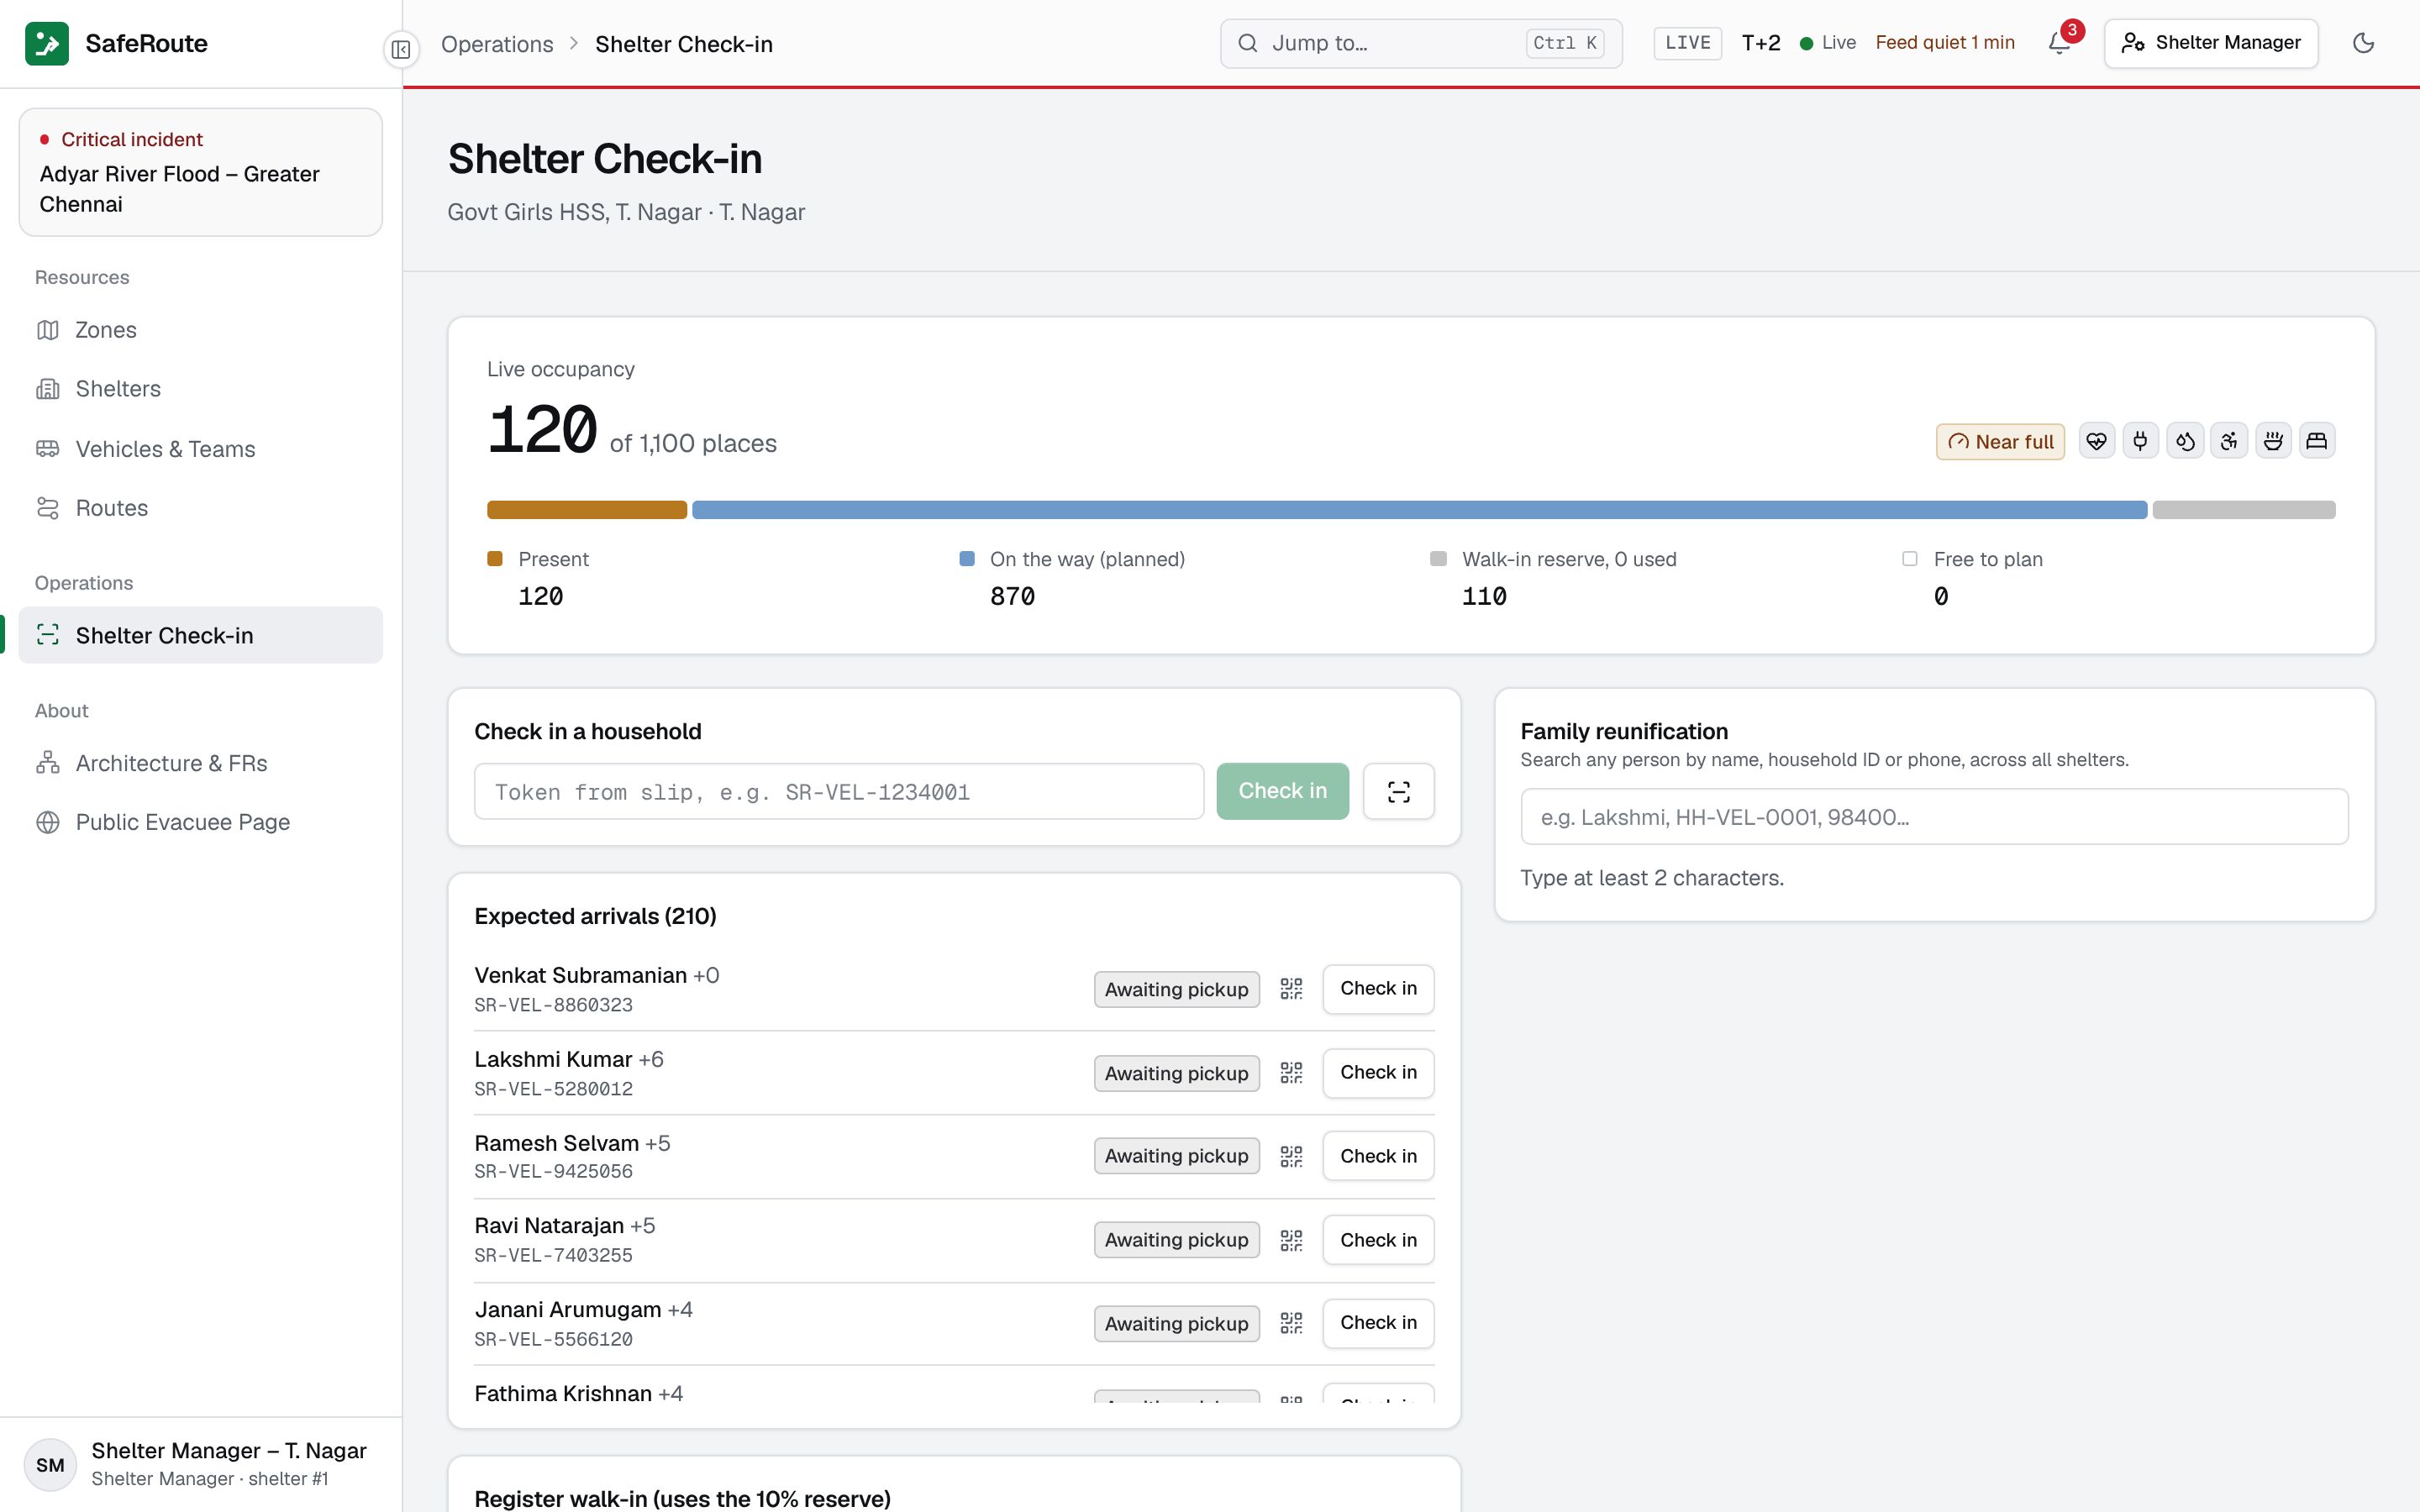 SafeRoute
Operations > Shelter Check-in
Jump to... Ctrl K
LIVE T+2 Live Feed quiet 1 min
3
Shelter Manager
Critical incident
Adyar River Flood – Greater
Chennai
Resources
Zones
Shelters
Vehicles & Teams
Routes
Operations
Shelter Check-in
About
Architecture & FRs
Public Evacuee Page
SM
Shelter Manager – T. Nagar
Shelter Manager · shelter #1
Shelter Check-in
Govt Girls HSS, T. Nagar · T. Nagar
Live occupancy
120 of 1,100 places
Near full
Present
120
On the way (planned)
870
Walk-in reserve, 0 used
110
Free to plan
0
Check in a household
Token from slip, e.g. SR-VEL-1234001
Check in
Expected arrivals (210)
Venkat Subramanian +0
SR-VEL-8860323
Awaiting pickup
Check in
Lakshmi Kumar +6
SR-VEL-5280012
Awaiting pickup
Check in
Ramesh Selvam +5
SR-VEL-9425056
Awaiting pickup
Check in
Ravi Natarajan +5
SR-VEL-7403255
Awaiting pickup
Check in
Janani Arumugam +4
SR-VEL-5566120
Awaiting pickup
Check in
Fathima Krishnan +4
Register walk-in (uses the 10% reserve)
Family reunification
Search any person by name, household ID or phone, across all shelters.
e.g. Lakshmi, HH-VEL-0001, 98400...
Type at least 2 characters.